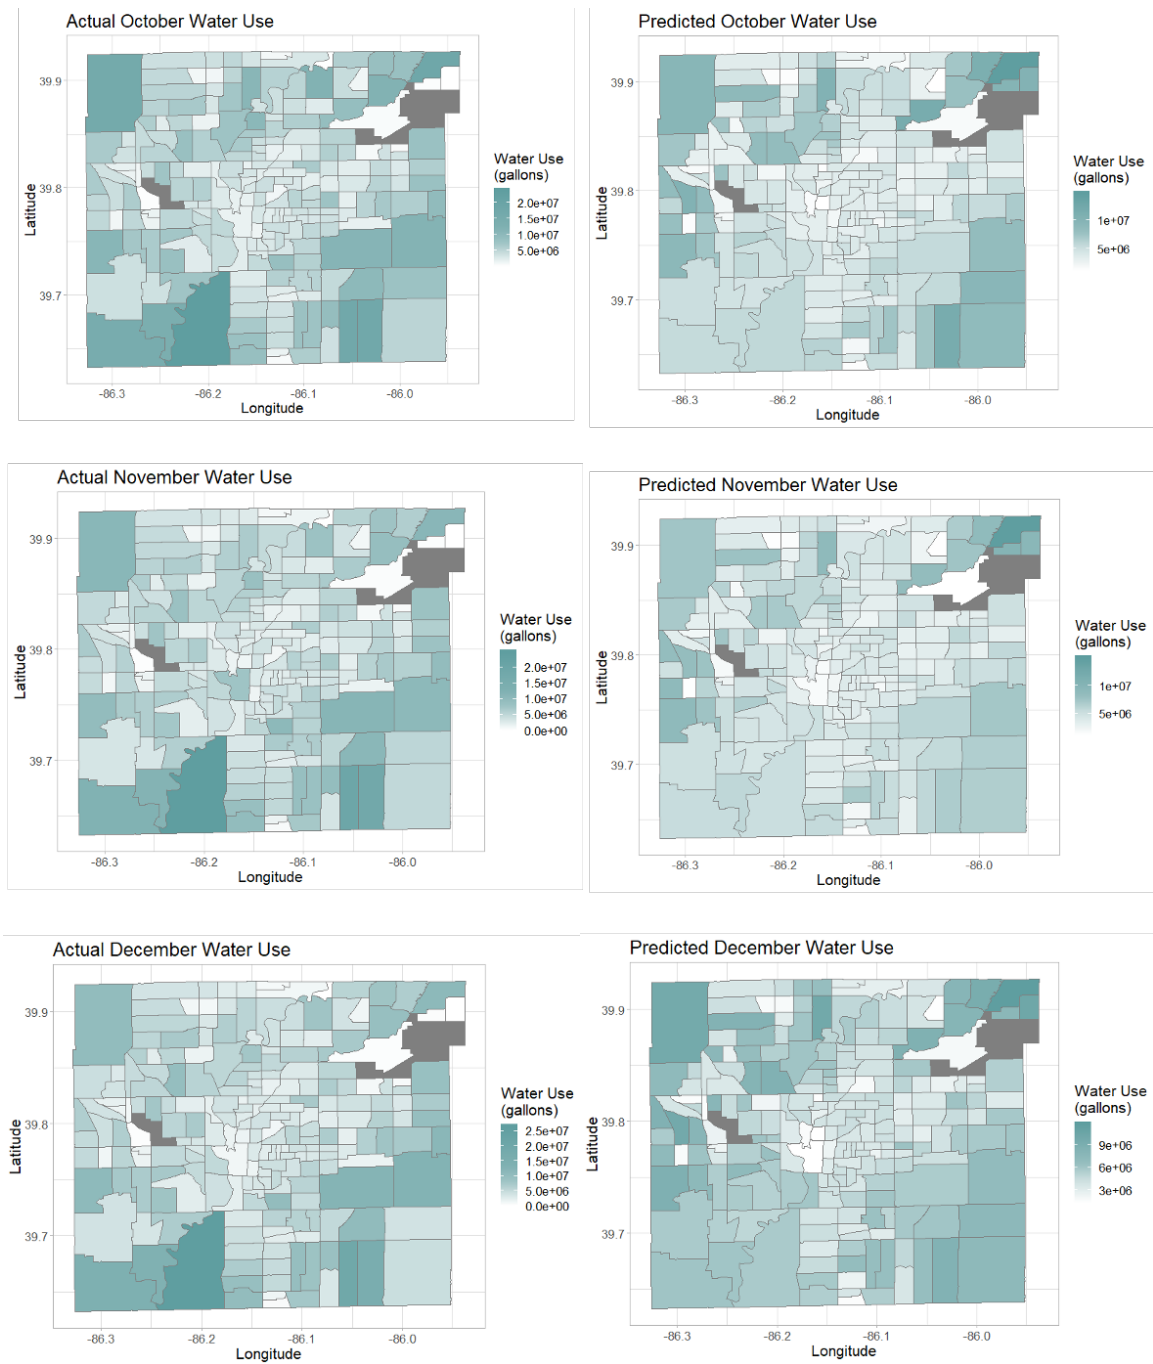 Actual October Water Use
39.9
39.8
39.7
Latitude
-86.3
-86.2
-86.1
-86.0
Longitude
Water Use
(gallons)
2.0e+07
1.5e+07
1.0e+07
5.0e+06
Predicted October Water Use
39.9
39.8
39.7
Latitude
-86.3
-86.2
-86.1
-86.0
Longitude
Water Use
(gallons)
1e+07
5e+06
Actual November Water Use
39.9
39.8
39.7
Latitude
-86.3
-86.2
-86.1
-86.0
Longitude
Water Use
(gallons)
2.0e+07
1.5e+07
1.0e+07
5.0e+06
0.0e+00
Predicted November Water Use
39.9
39.8
39.7
Latitude
-86.3
-86.2
-86.1
-86.0
Longitude
Water Use
(gallons)
1e+07
5e+06
Actual December Water Use
39.9
39.8
39.7
Latitude
-86.3
-86.2
-86.1
-86.0
Longitude
Water Use
(gallons)
2.5e+07
2.0e+07
1.5e+07
1.0e+07
5.0e+06
0.0e+00
Predicted December Water Use
39.9
39.8
39.7
Latitude
-86.3
-86.2
-86.1
-86.0
Longitude
Water Use
(gallons)
9e+06
6e+06
3e+06